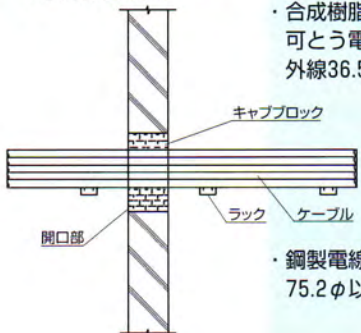 ・合成樹脂
可とう電
外線36.5
キャブブロック
ラック
ケーブル
開口部
・鋼製電線
75.2φ以